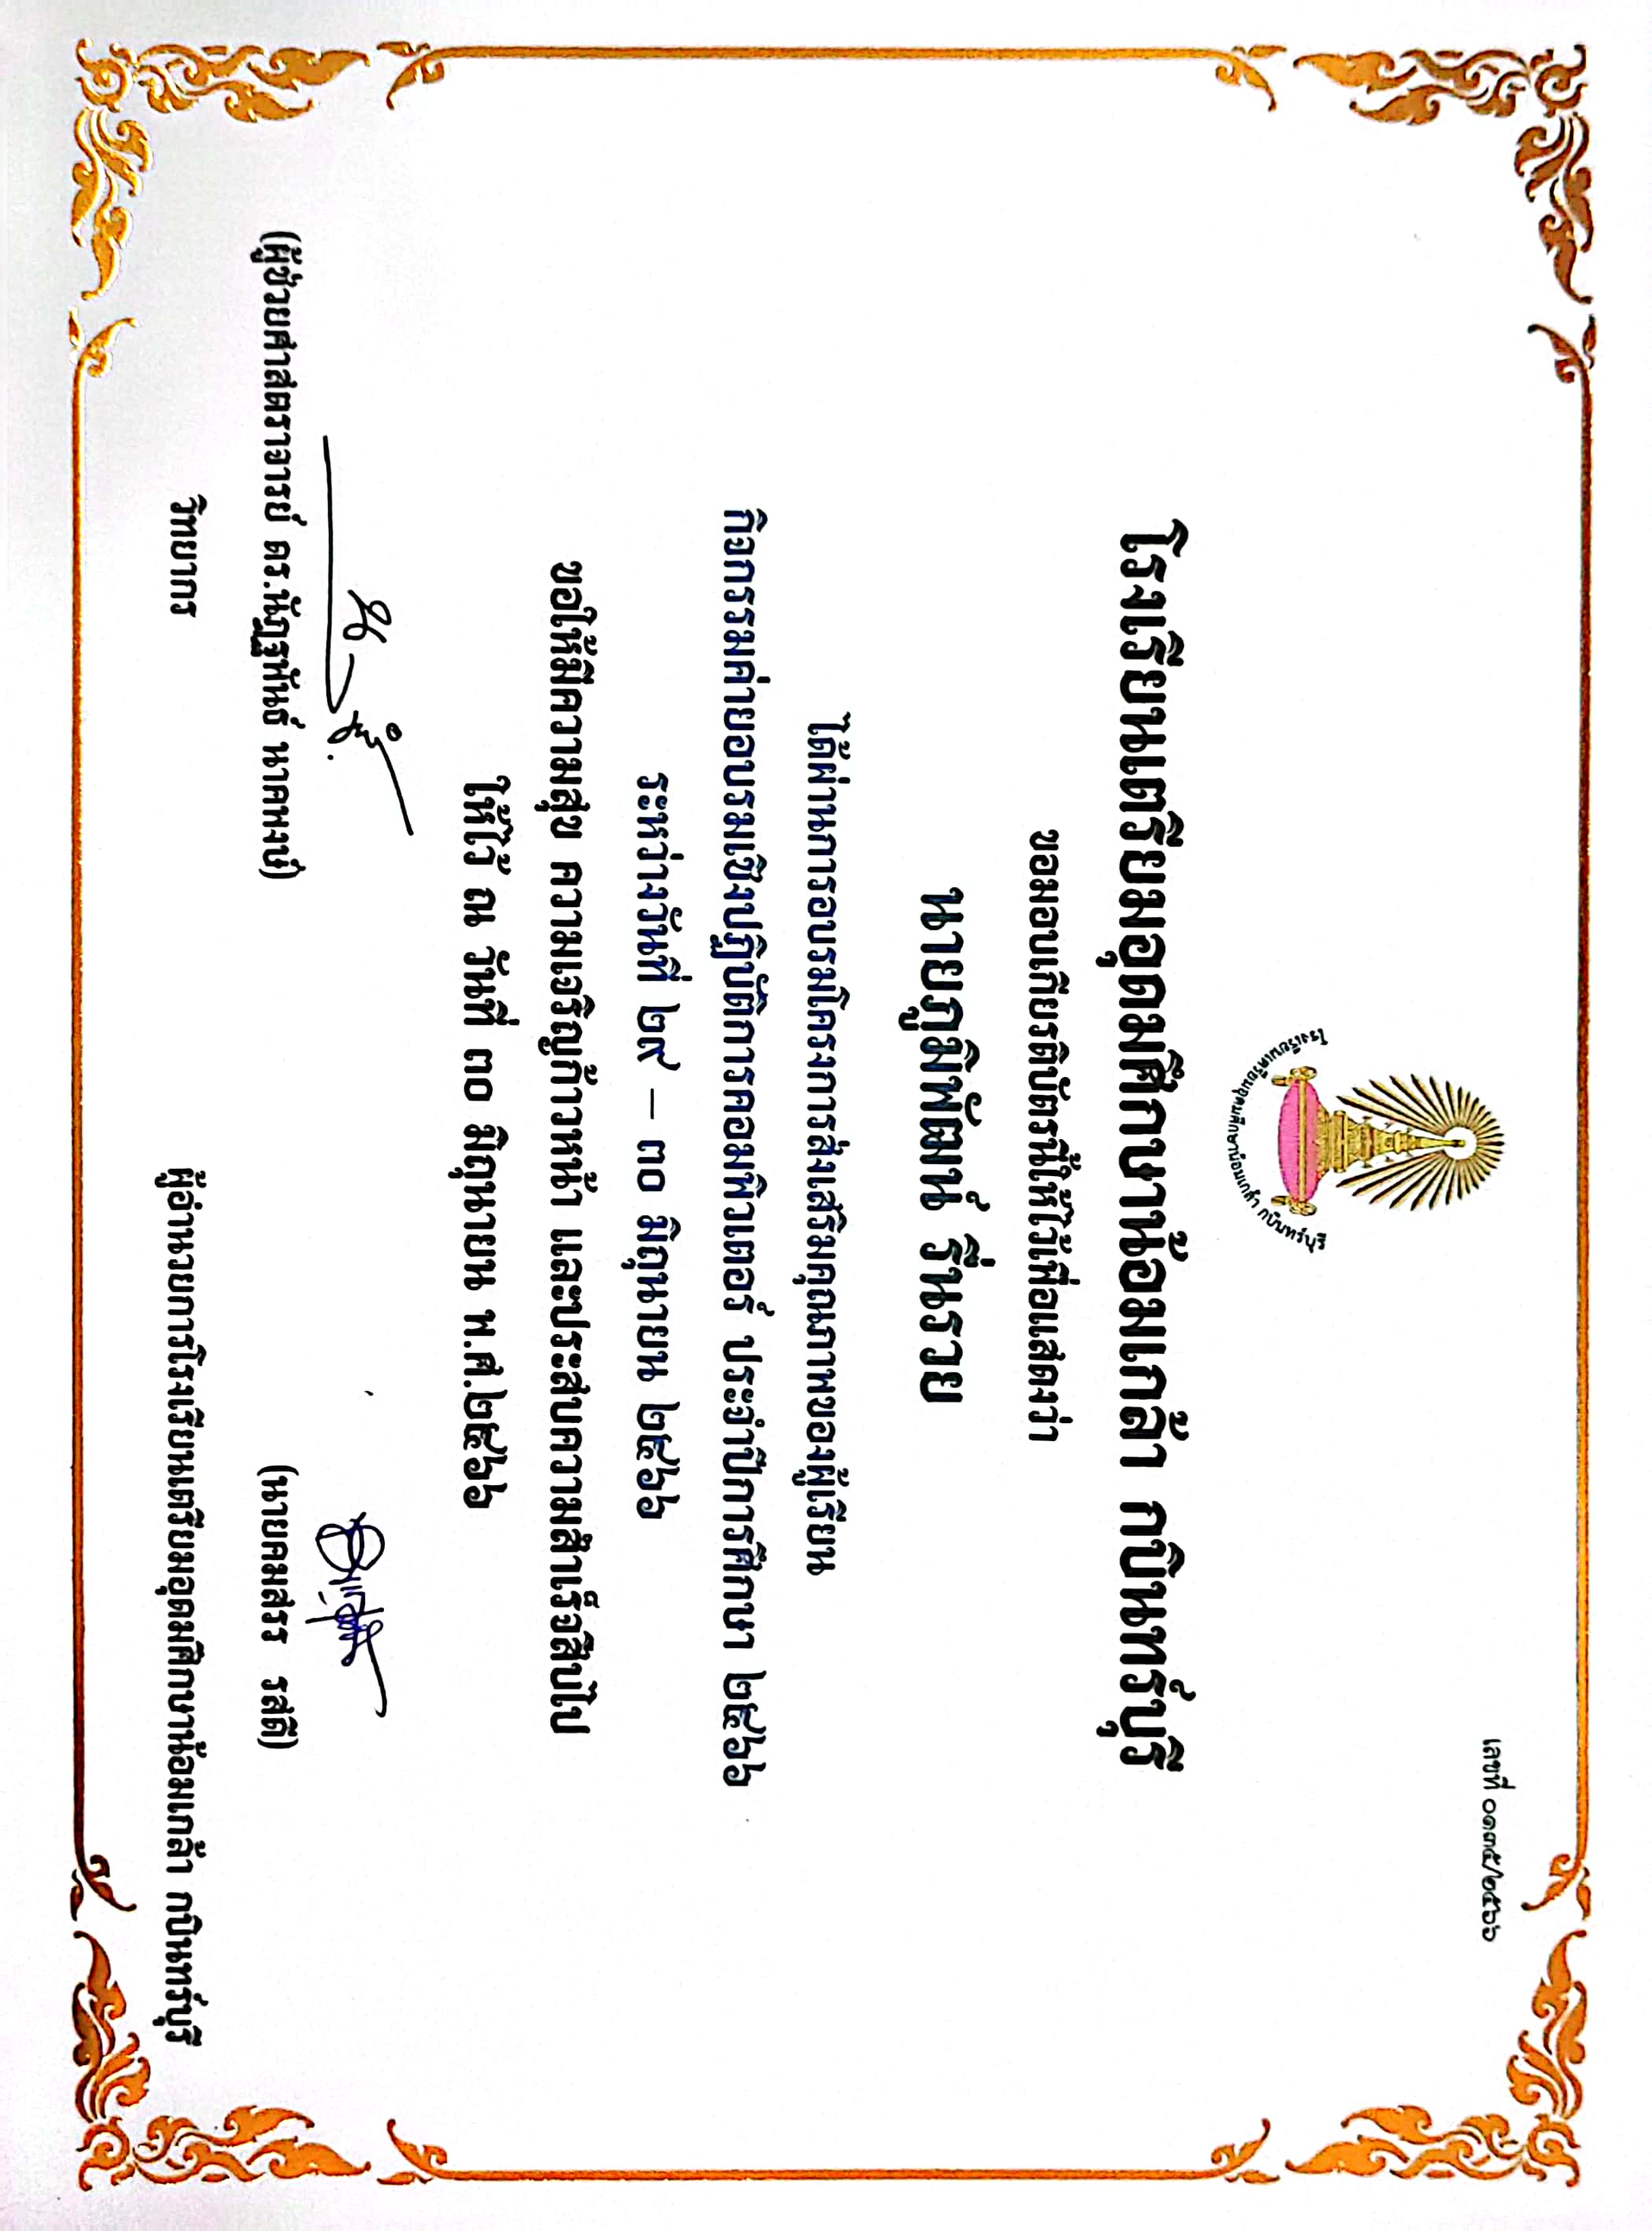 เลขที่ ๐๑๓๕/๒๕๖๖
โรงเรียนเตรียมอุดมศึกษาน้อมเกล้า กบินทร์บุรี
โรงเรียนเตรียมอุดมศึกษาน้อมเกล้า กบินทร์บุรี
ขอมอบเกียรติบัตรนี้ให้ไว้เพื่อแสดงว่า
นายภูมิพัฒน์ รื่นรวย
ได้ผ่านการอบรมโครงการส่งเสริมคุณภาพของผู้เรียน
กิจกรรมค่ายอบรมเชิงปฏิบัติการคอมพิวเตอร์ ประจำปีการศึกษา ๒๕๖๖
ระหว่างวันที่ ๒๙ – ๓๐ มิถุนายน ๒๕๖๖
ขอให้มีความสุข ความเจริญก้าวหน้า และประสบความสำเร็จสืบไป
ให้ไว้ ณ วันที่ ๓๐ มิถุนายน พ.ศ.๒๕๖๖
(ผู้ช่วยศาสตราจารย์ ดร.นัฎฐพันธ์ นาคพงษ์)
วิทยากร
(นายคมสรร รสดี)
ผู้อำนวยการโรงเรียนเตรียมอุดมศึกษาน้อมเกล้า กบินทร์บุรี